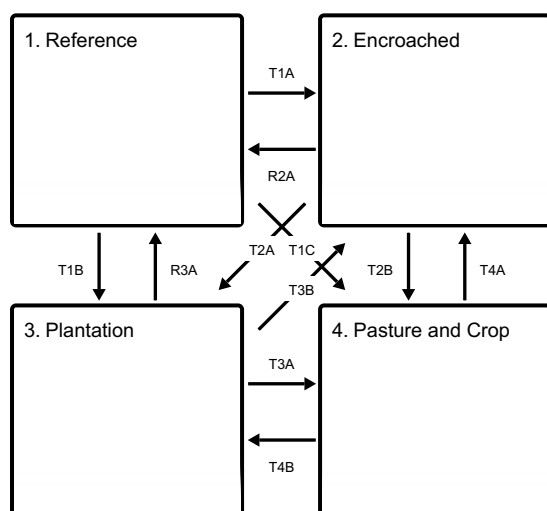 1. Reference
2. Encroached
T1A
R2A
T2A
T1C
T1B
R3A
T3B
T2B
T4A
3. Plantation
4. Pasture and Crop
T3A
T4B